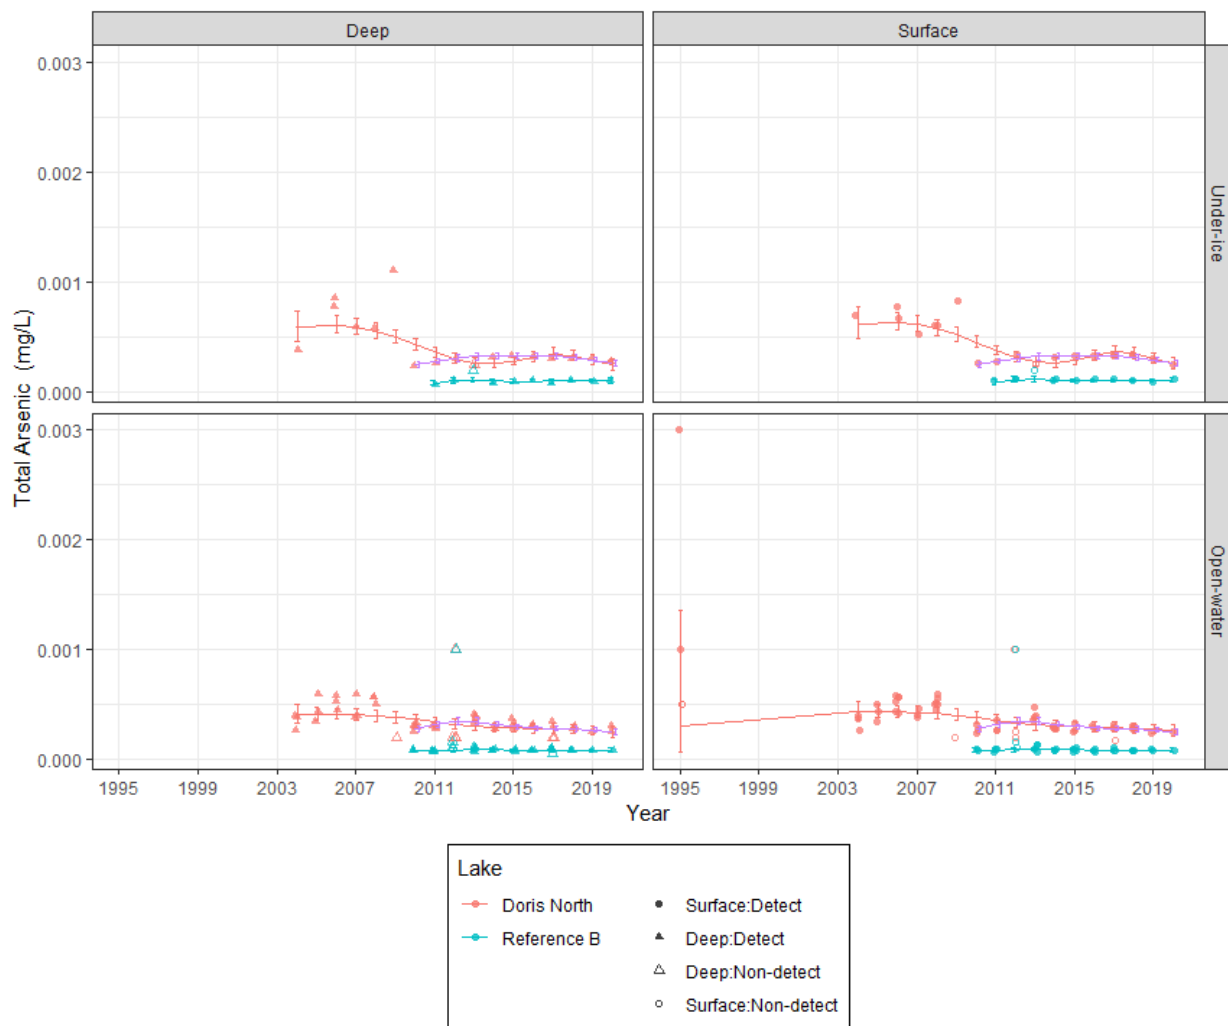 Deep Surface
0.003
0.002
0.001
0.000
Under-ice
0.003
0.002
0.001
0.000
Open-water
Total Arsenic (mg/L)
1995 1999 2003 2007 2011 2015 2019 1995 1999 2003 2007 2011 2015 2019
Year
Lake
Doris North Surface:Detect
Reference B Deep:Detect
Deep:Non-detect
Surface:Non-detect